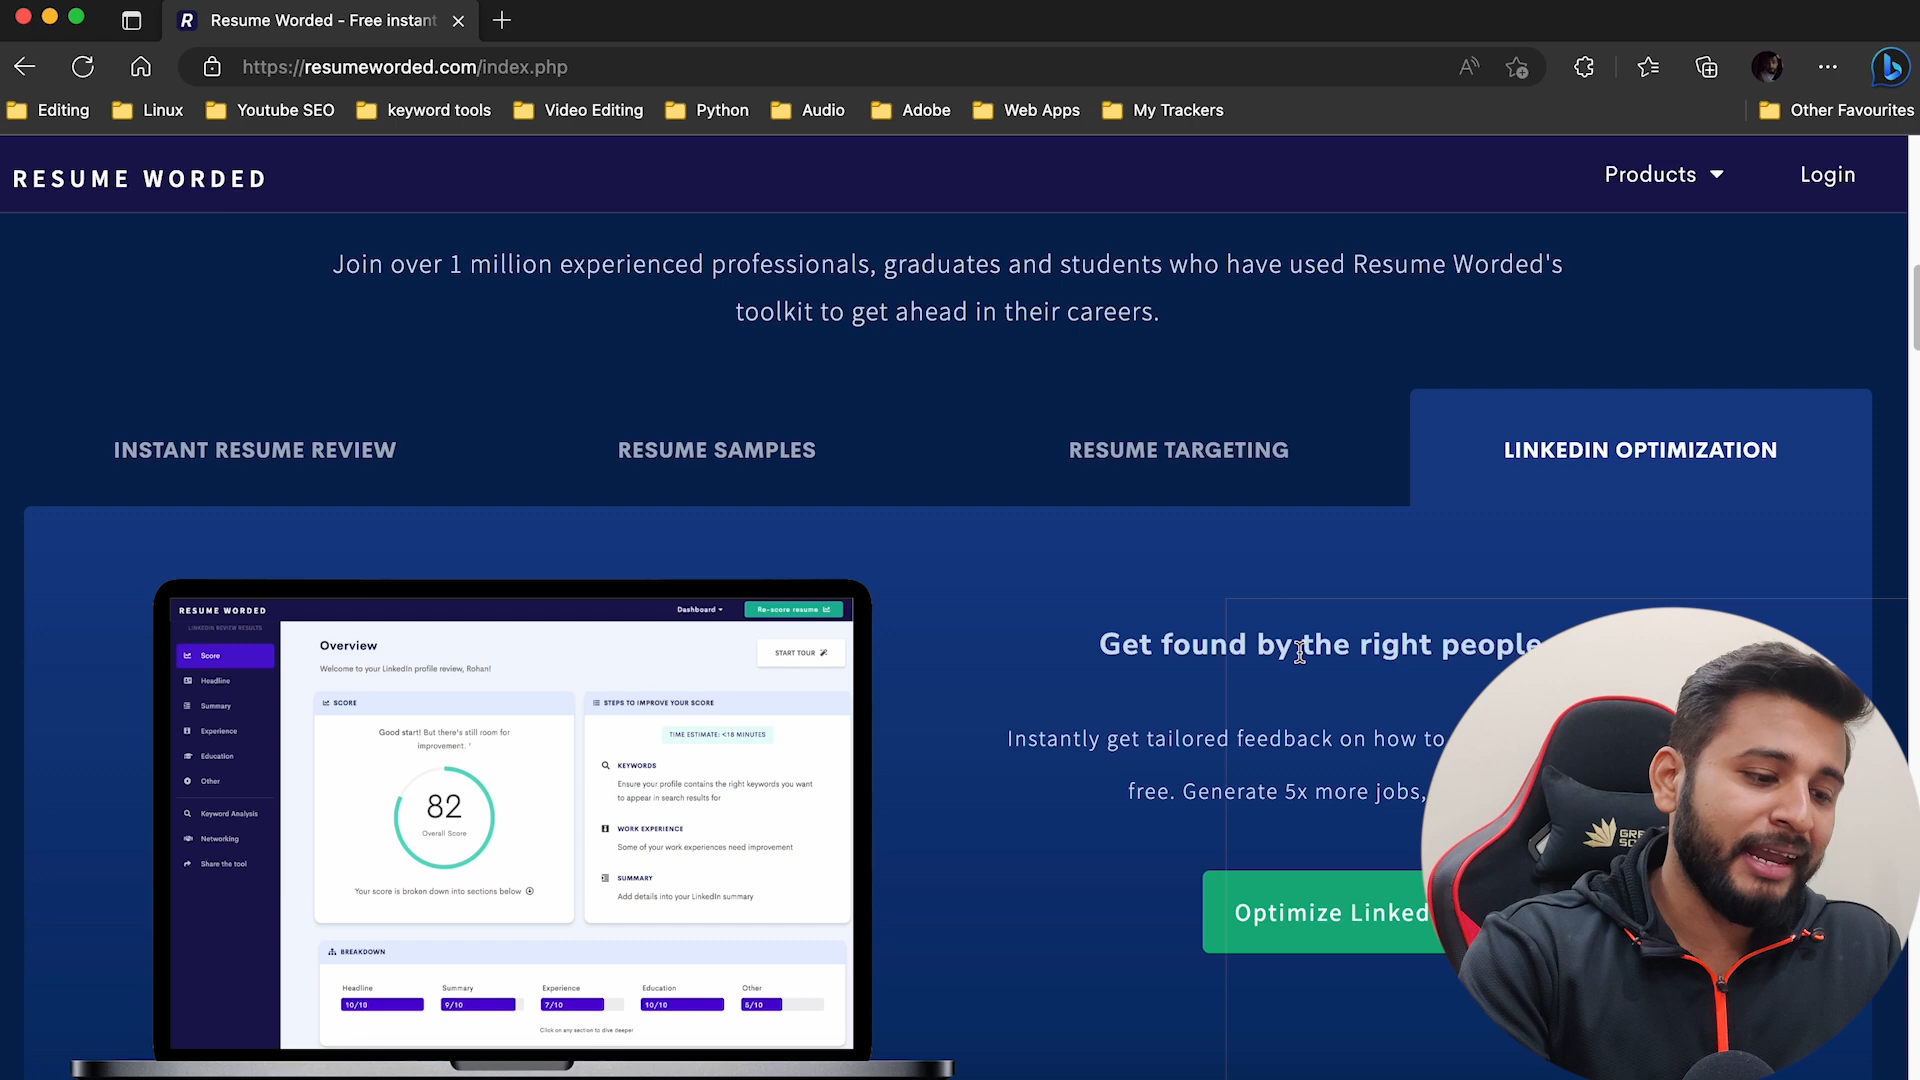 Resume Worded - Free instant
https://resumeworded.com/index.php
Editing
Linux
Youtube SEO
keyword tools
Video Editing
Python
Audio
Adobe
Web Apps
My Trackers
Other Favourites
RESUME WORDED
Products
Login
Join over 1 million experienced professionals, graduates and students who have used Resume Worded's
toolkit to get ahead in their careers.
INSTANT RESUME REVIEW
RESUME SAMPLES
RESUME TARGETING
LINKEDIN OPTIMIZATION
RESUME WORDED
Dashboard
Re-score resume
LINKEDIN REVIEW RESULTS
Score
Headline
Summary
Experience
Education
Other
Keyword Analysis
Networking
Share the tool
Overview
Welcome to your LinkedIn profile review, Rohan!
START TOUR
SCORE
Good start! But there's still room for
improvement.
82
Overall Score
Your score is broken down into sections below
STEPS TO IMPROVE YOUR SCORE
TIME ESTIMATE: <18 MINUTES
KEYWORDS
Ensure your profile contains the right keywords you want
to appear in search results for
WORK EXPERIENCE
Some of your work experiences need improvement
SUMMARY
Add details into your LinkedIn summary
BREAKDOWN
Headline
10/10
Summary
9/10
Experience
7/10
Education
10/10
Other
5/10
Click on any section to dive deeper
Get found by the right people
Instantly get tailored feedback on how to
free. Generate 5x more jobs,
Optimize Linked